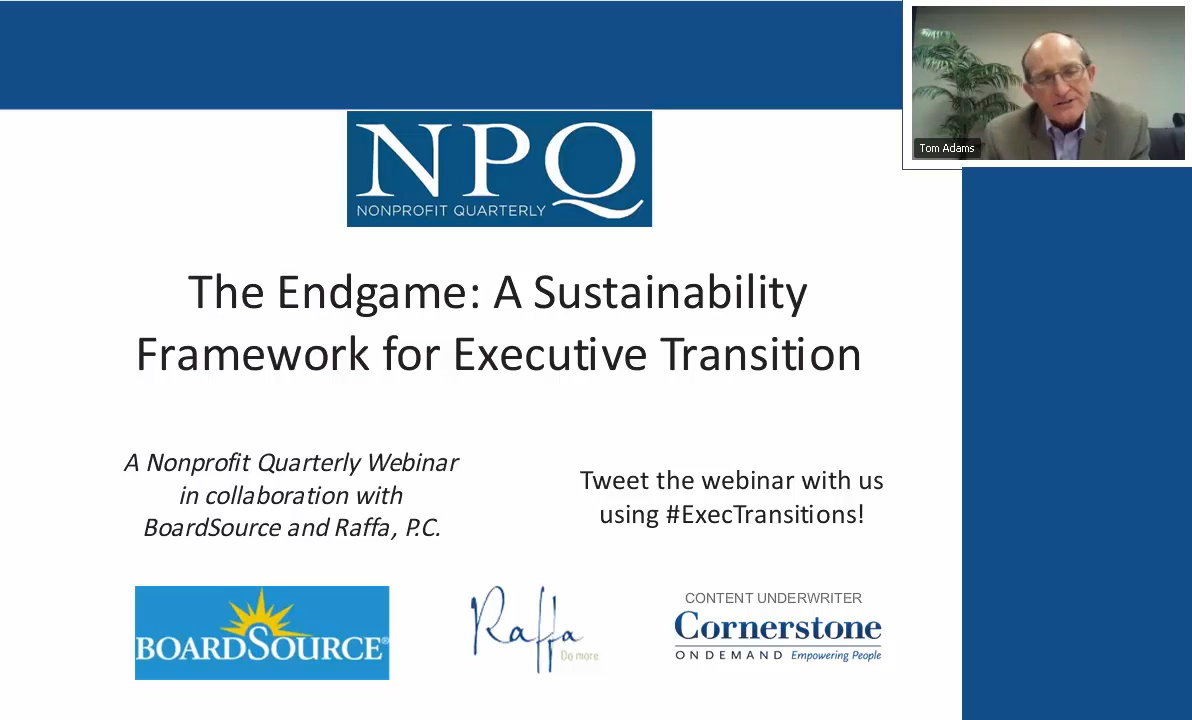 Tom Adams
NPQ
NONPROFIT QUARTERLY
The Endgame: A Sustainability
Framework for Executive Transition
A Nonprofit Quarterly Webinar
in collaboration with
BoardSource and Raffa, P.C.
Tweet the webinar with us
using #ExecTransitions!
BOARDSOURCE®
Raffa
Do more
CONTENT UNDERWRITER
Cornerstone
ONDEMAND Empowering People